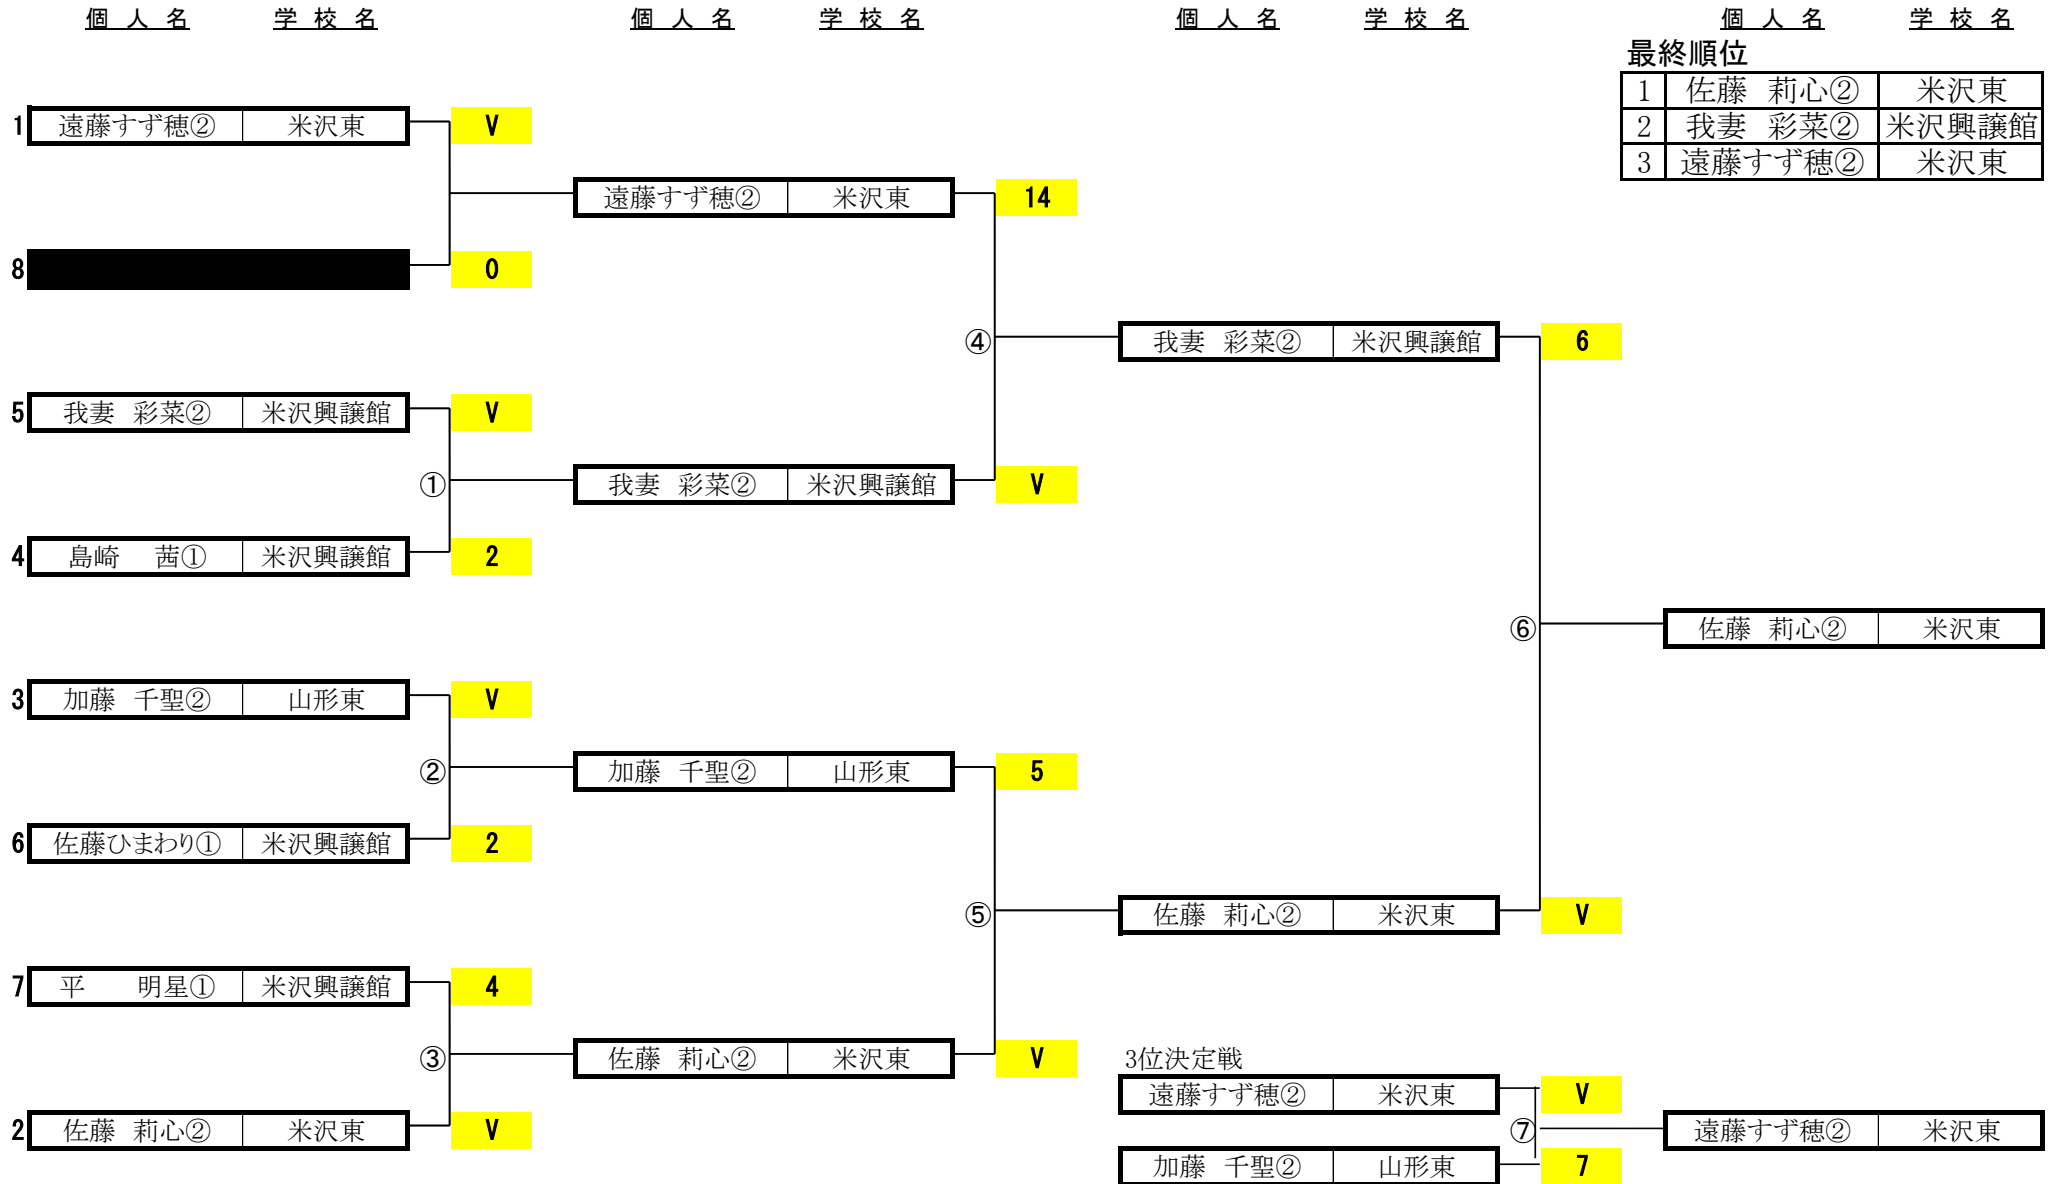 個 人 名 学 校 名 個 人 名 学 校 名 個 人 名 学 校 名 個 人 名 学 校 名
最終順位
1 佐藤 莉心② 米沢東
2 我妻 彩菜② 米沢興譲館
3 遠藤すず穂② 米沢東
1 遠藤すず穂② 米沢東 V
遠藤すず穂② 米沢東 14
8 0
④ 我妻 彩菜② 米沢興譲館 6
5 我妻 彩菜② 米沢興譲館 V
① 我妻 彩菜② 米沢興譲館 V
4 島崎 茜① 米沢興譲館 2
⑥ 佐藤 莉心② 米沢東
3 加藤 千聖② 山形東 V
② 加藤 千聖② 山形東 5
6 佐藤ひまわり① 米沢興譲館 2
⑤ 佐藤 莉心② 米沢東 V
7 平 明星① 米沢興譲館 4
③ 佐藤 莉心② 米沢東 V
3位決定戦
遠藤すず穂② 米沢東 V
2 佐藤 莉心② 米沢東 V
⑦ 遠藤すず穂② 米沢東
加藤 千聖② 山形東 7